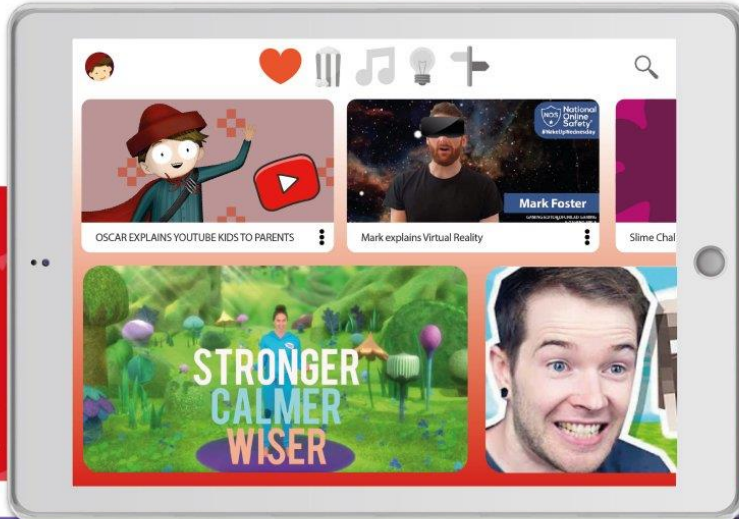 NOS
National
Online
Safety®
#WakeUpWednesday
Mark Foster
OSCAR EXPLAINS YOUTUBE KIDS TO PARENTS
Mark explains Virtual Reality
Slime Chal
STRONGER
CALMER
WISER